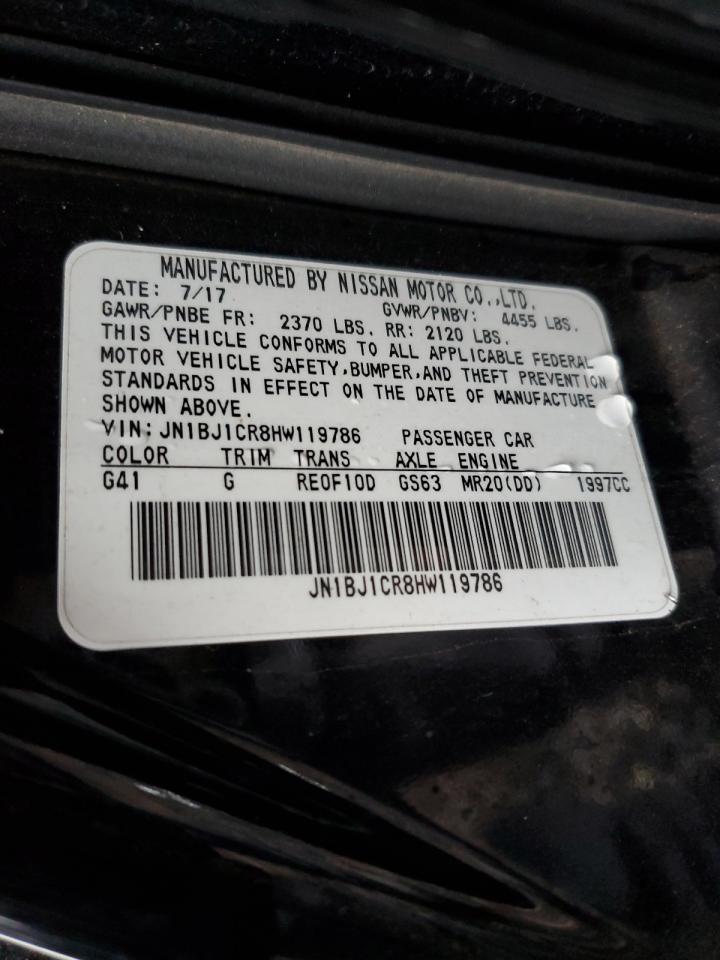 MANUFACTURED BY NISSAN MOTOR CO.,LTD.
DATE: 7/17 GVWR/PNBV: 4455 LBS.
GAWR/PNBE FR: 2370 LBS. RR: 2120 LBS.
THIS VEHICLE CONFORMS TO ALL APPLICABLE FEDERAL
MOTOR VEHICLE SAFETY,BUMPER,AND THEFT PREVENTION
STANDARDS IN EFFECT ON THE DATE OF MANUFACTURE
SHOWN ABOVE.
VIN: JN1BJ1CR8HW119786 PASSENGER CAR
COLOR TRIM TRANS AXLE ENGINE
G41 G RE0F10D GS63 MR20(DD) 1997CC
JN1BJ1CR8HW119786